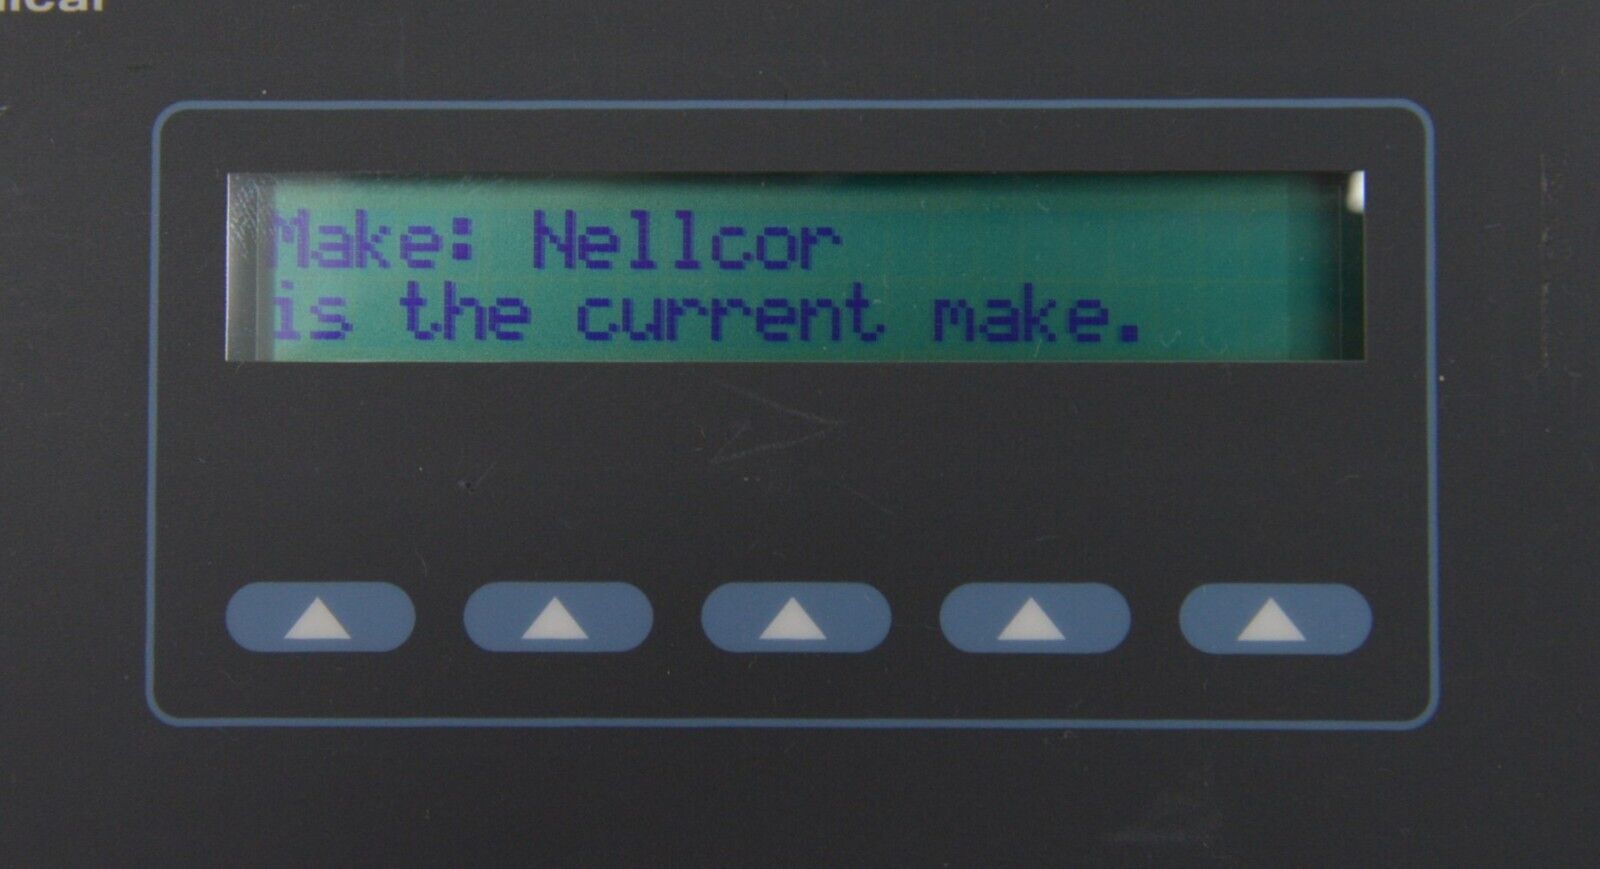 Make: Nellcor
is the current make.